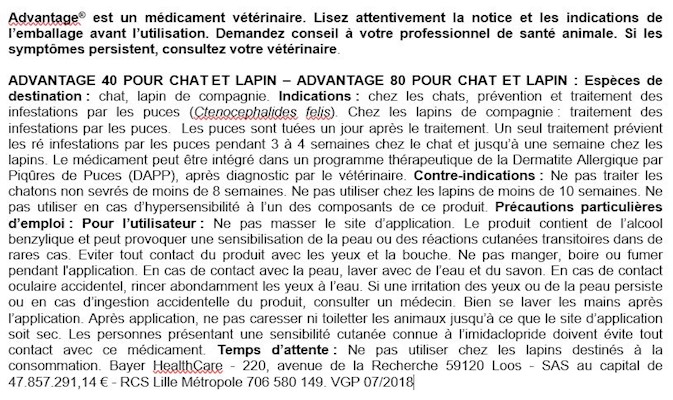 Advantage® est un médicament vétérinaire. Lisez attentivement la notice et les indications de
l'emballage avant l'utilisation. Demandez conseil à votre professionnel de santé animale. Si les
symptômes persistent, consultez votre vétérinaire.
ADVANTAGE 40 POUR CHAT ET LAPIN – ADVANTAGE 80 POUR CHAT ET LAPIN : Espèces de
destination : chat, lapin de compagnie. Indications : chez les chats, prévention et traitement des
infestations par les puces (Ctenocephalides felis). Chez les lapins de compagnie : traitement des
infestations par les puces. Les puces sont tuées un jour après le traitement. Un seul traitement prévient
les ré infestations par les puces pendant 3 à 4 semaines chez le chat et jusqu'à une semaine chez les
lapins. Le médicament peut être intégré dans un programme thérapeutique de la Dermatite Allergique par
Piqûres de Puces (DAPP), après diagnostic par le vétérinaire. Contre-indications : Ne pas traiter les
chatons non sevrés de moins de 8 semaines. Ne pas utiliser chez les lapins de moins de 10 semaines. Ne
pas utiliser en cas d'hypersensibilité à l'un des composants de ce produit. Précautions particulières
d'emploi : Pour l'utilisateur : Ne pas masser le site d'application. Le produit contient de l'alcool
benzylique et peut provoquer une sensibilisation de la peau ou des réactions cutanées transitoires dans de
rares cas. Eviter tout contact du produit avec les yeux et la bouche. Ne pas manger, boire ou fumer
pendant l'application. En cas de contact avec la peau, laver avec de l'eau et du savon. En cas de contact
oculaire accidentel, rincer abondamment les yeux à l'eau. Si une irritation des yeux ou de la peau persiste
ou en cas d'ingestion accidentelle du produit, consulter un médecin. Bien se laver les mains après
l'application. Après application, ne pas caresser ni toiletter les animaux jusqu'à ce que le site d'application
soit sec. Les personnes présentant une sensibilité cutanée connue à l'imidaclopride doivent évite tout
contact avec ce médicament. Temps d'attente : Ne pas utiliser chez les lapins destinés à la
consommation. Bayer HealthCare - 220, avenue de la Recherche 59120 Loos - SAS au capital de
47.857.291,14 € - RCS Lille Métropole 706 580 149. VGP 07/2018